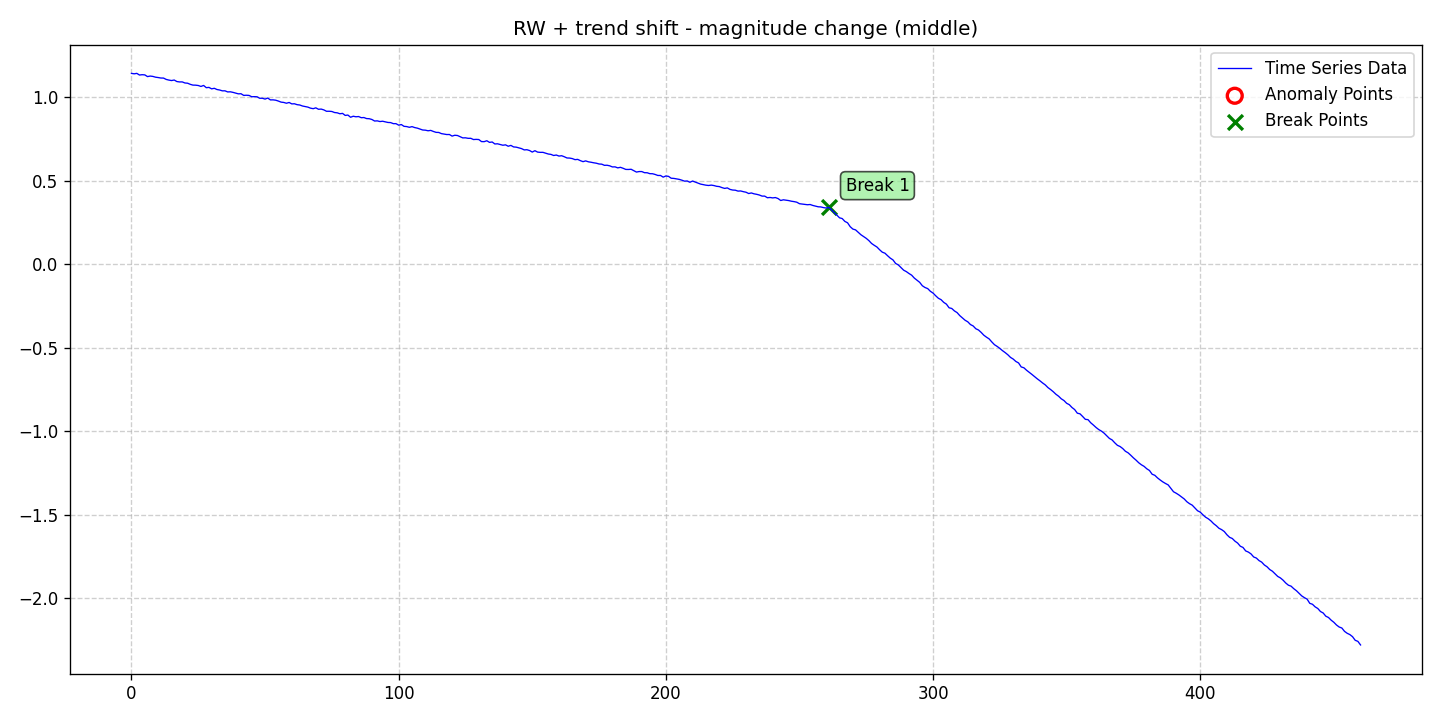 RW + trend shift - magnitude change (middle)
Time Series Data
Anomaly Points
Break Points
Break 1
1.0
0.5
0.0
−0.5
−1.0
−1.5
−2.0
0
100
200
300
400